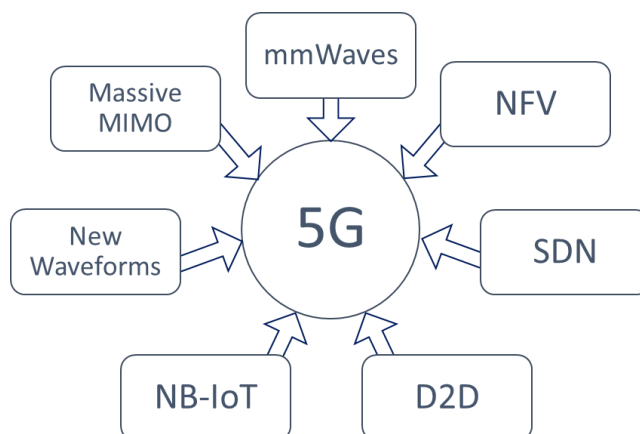 mmWaves
Massive
MIMO
NFV
5G
New
Waveforms
SDN
NB-IoT
D2D